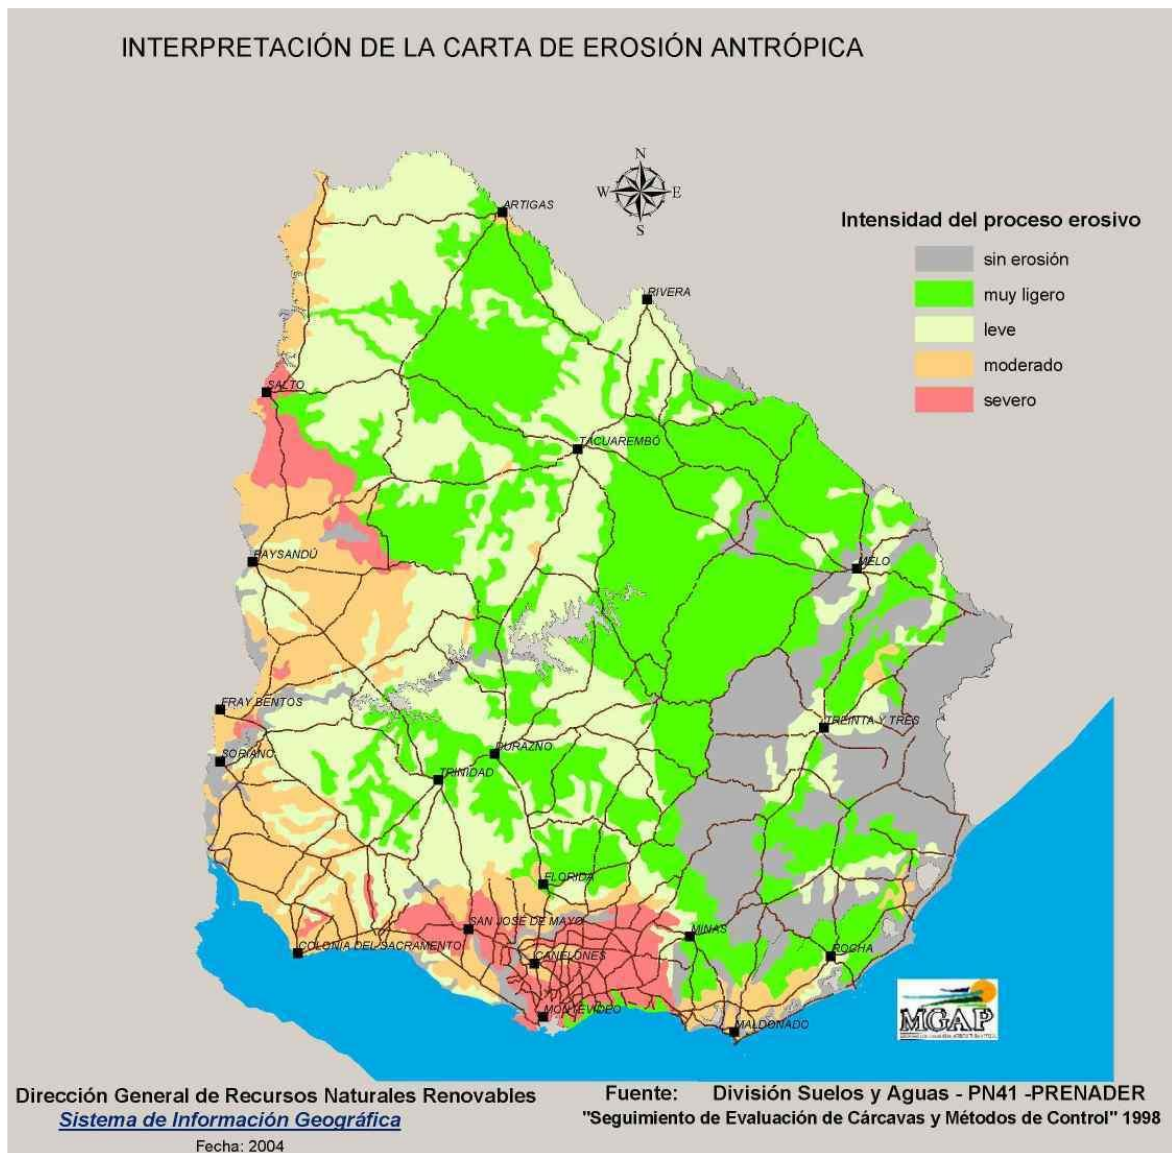 INTERPRETACIÓN DE LA CARTA DE EROSIÓN ANTRÓPICA
N
W E
S
Intensidad del proceso erosivo
sin erosión
muy ligero
leve
moderado
severo
ARTIGAS
RIVERA
SALTO
TACUAREMBÓ
PAYSANDÚ
MELO
FRAY BENTOS
TREINTA Y TRES
SORIANO
DURAZNO
TRINIDAD
FLORIDA
SAN JOSE DE MAYO
MINAS
COLONIA DEL SACRAMENTO
CANELONES
ROCHA
MONTEVIDEO
MALDONADO
MGAP
Dirección General de Recursos Naturales Renovables
Sistema de Información Geográfica
Fecha: 2004
Fuente: División Suelos y Aguas - PN41 -PRENADER
"Seguimiento de Evaluación de Cárcavas y Métodos de Control" 1998